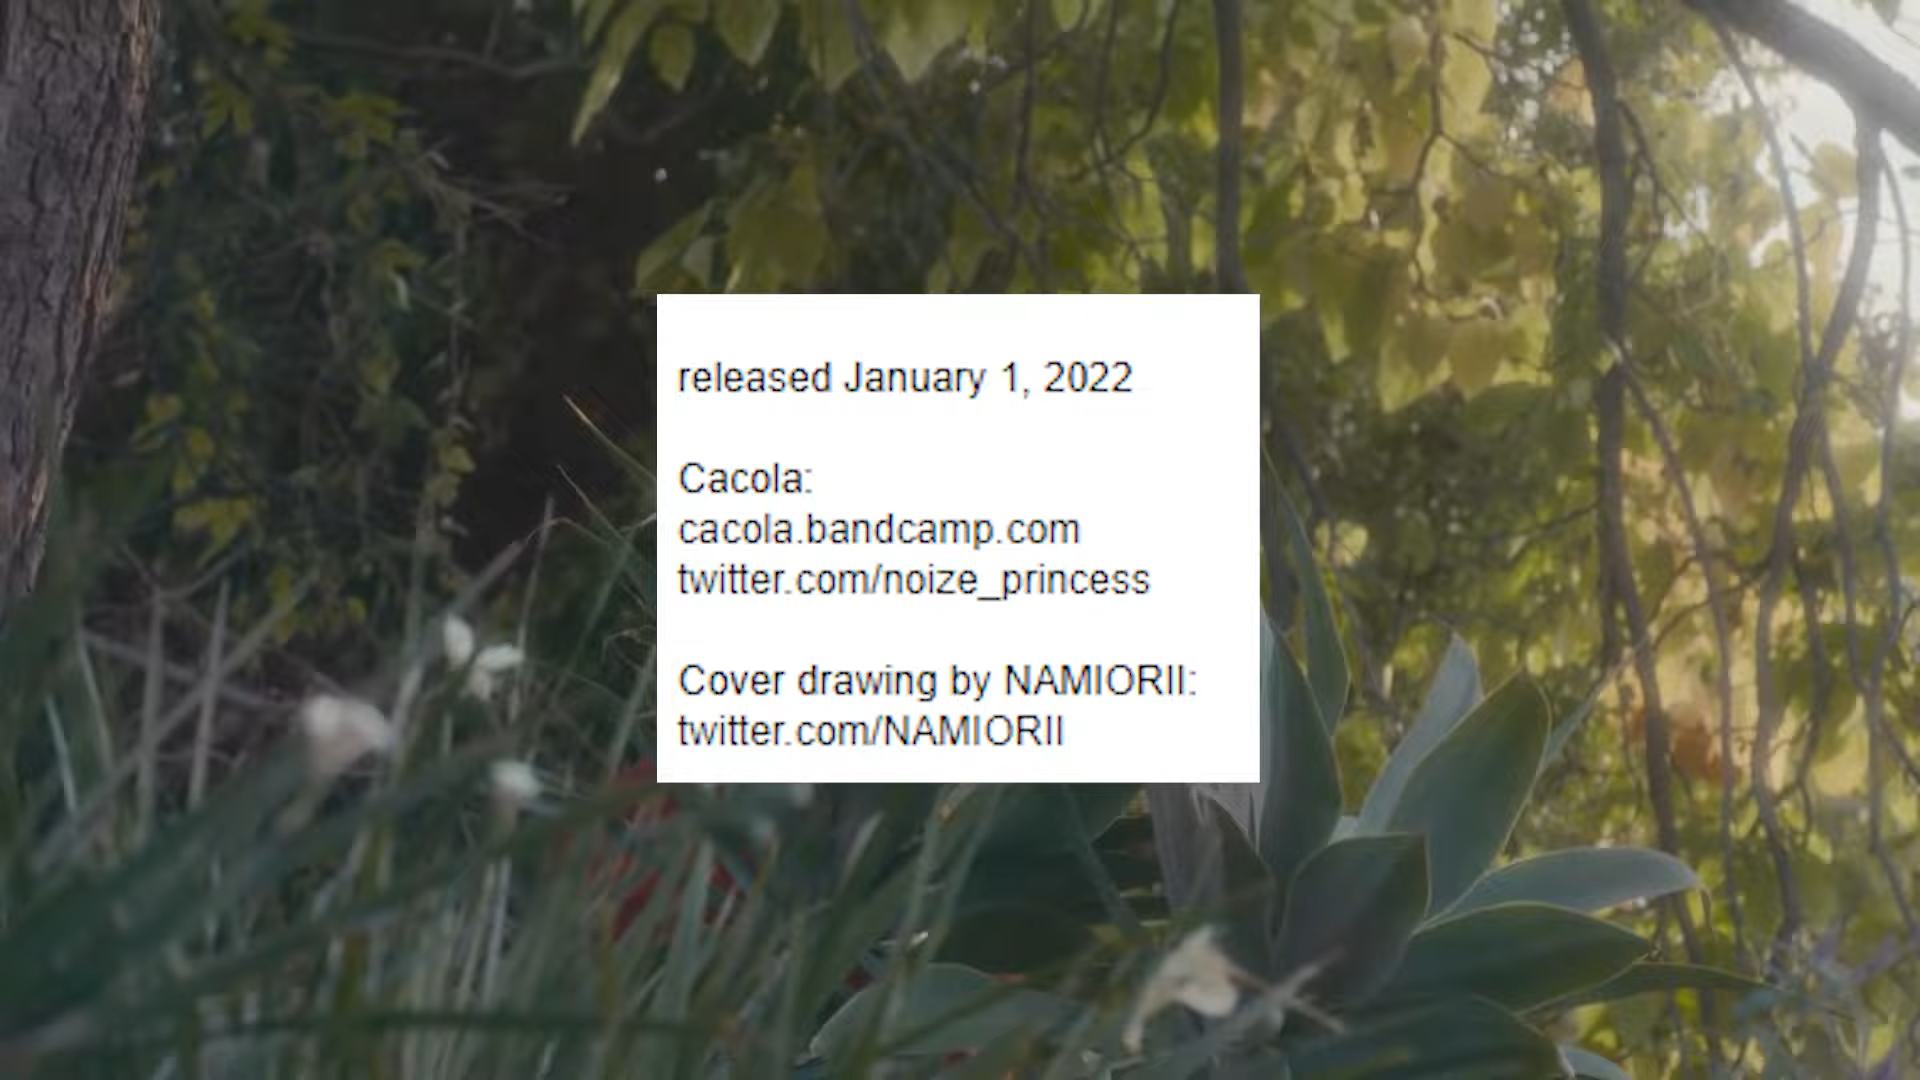 released January 1, 2022
Cacola:
cacola.bandcamp.com
twitter.com/noize_princess
Cover drawing by NAMIORII:
twitter.com/NAMIORII